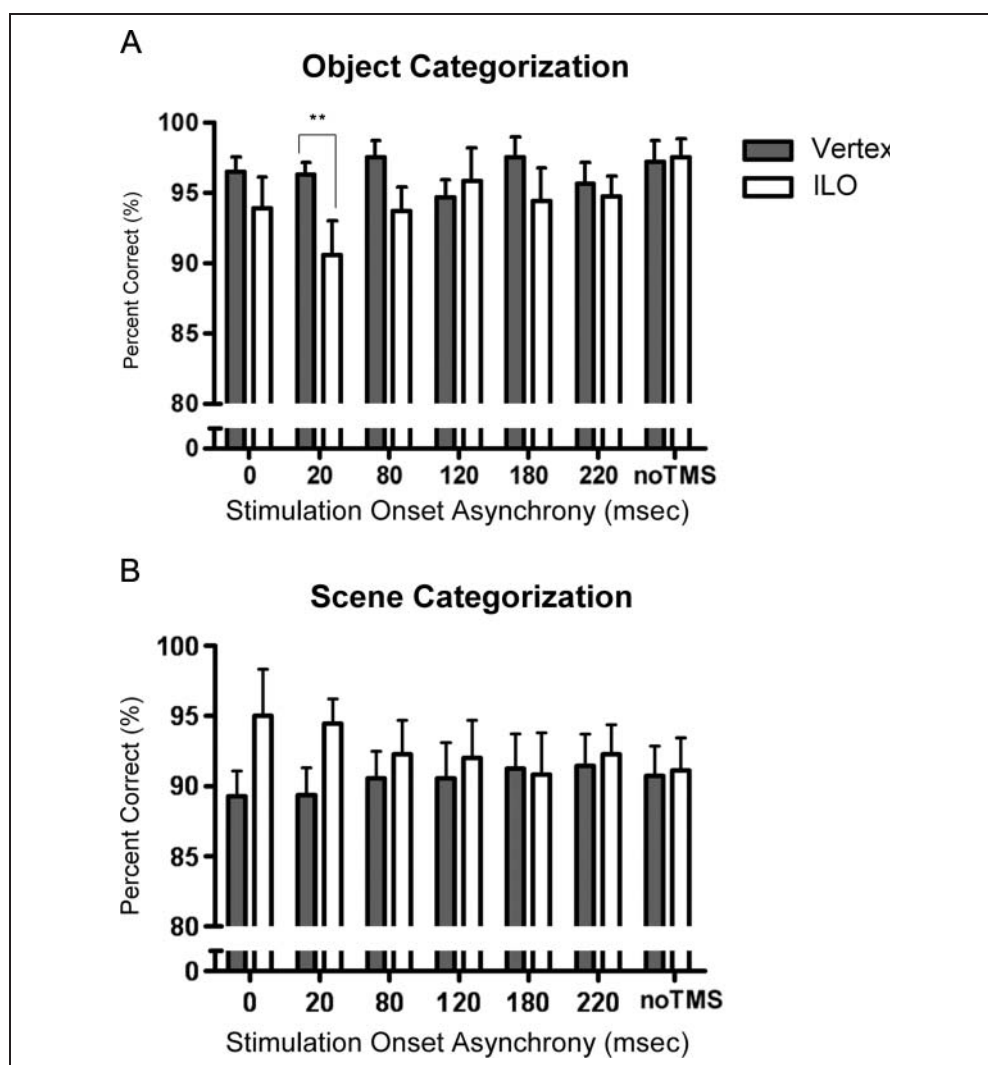 A
Object Categorization
**
Vertex
ILO
Percent Correct (%)
100
95
90
85
80
0
0 20 80 120 180 220 noTMS
Stimulation Onset Asynchrony (msec)
B
Scene Categorization
Percent Correct (%)
100
95
90
85
80
0
0 20 80 120 180 220 noTMS
Stimulation Onset Asynchrony (msec)